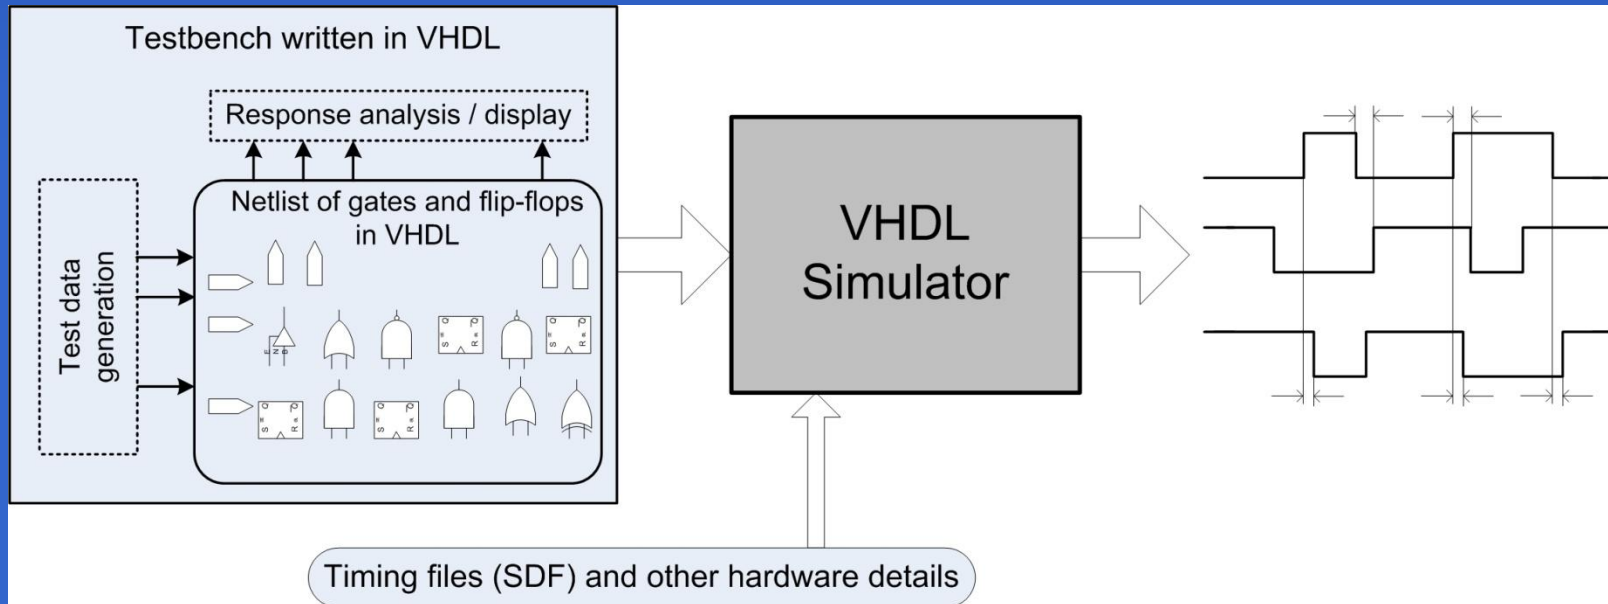 Testbench written in VHDL
Response analysis / display
Test data
generation
Netlist of gates and flip-flops
in VHDL
VHDL
Simulator
Timing files (SDF) and other hardware details